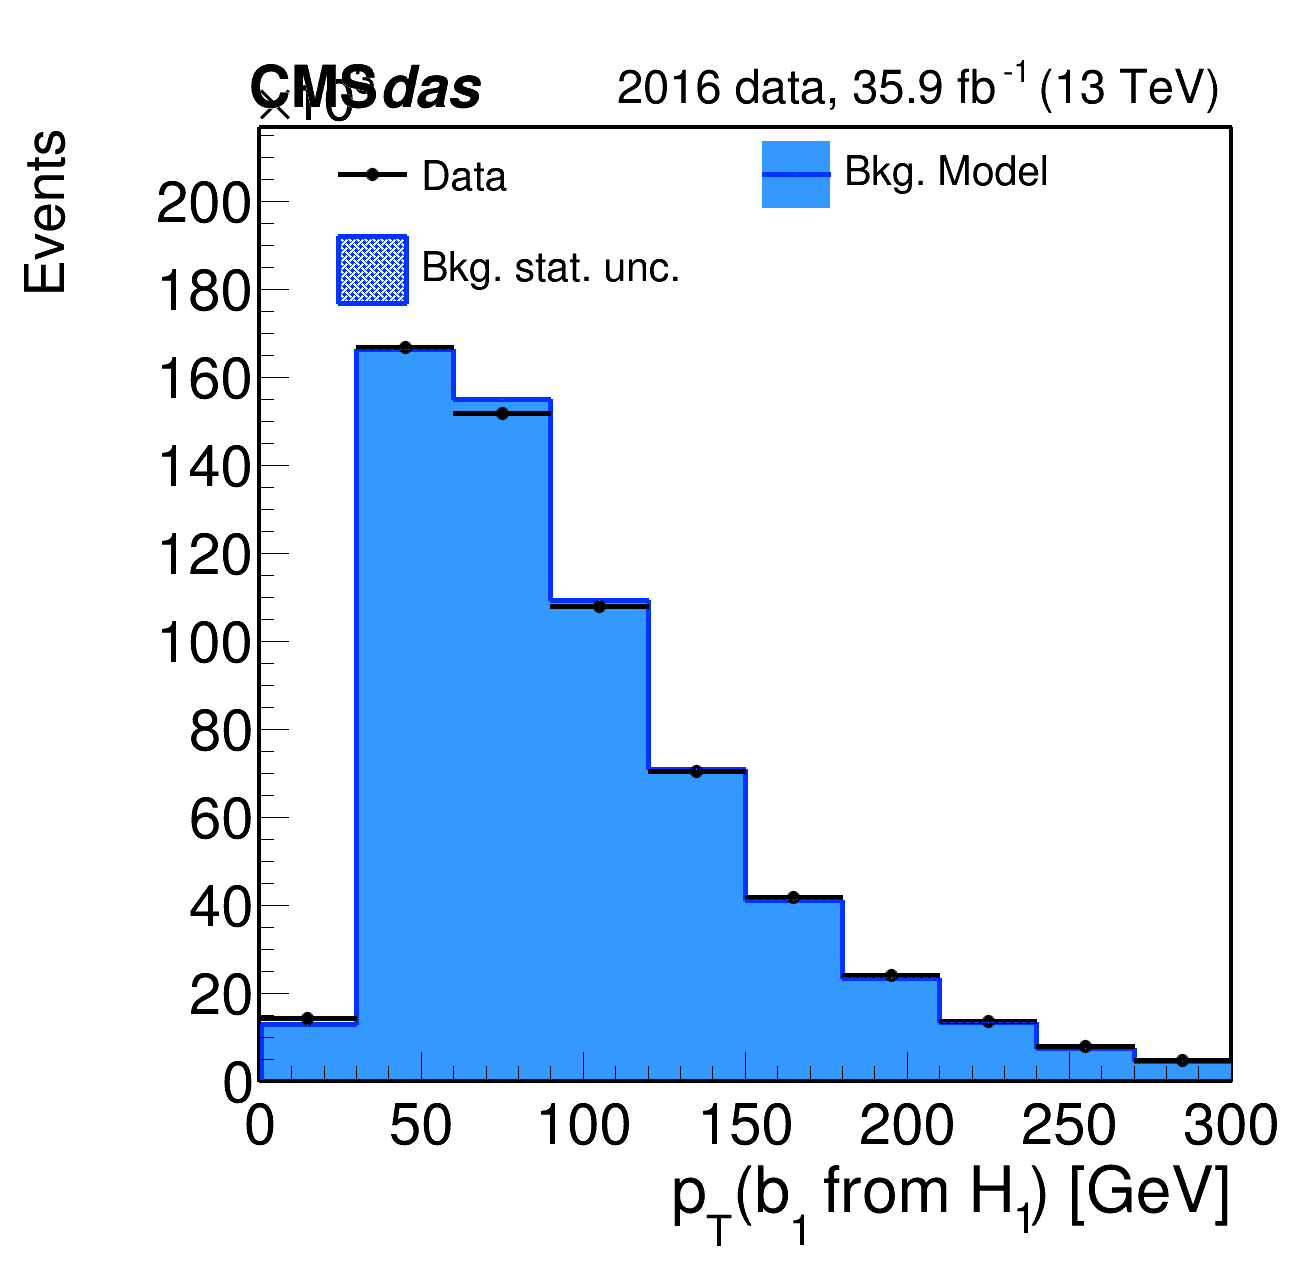 CMSdas 2016 data, 35.9 fb-1 (13 TeV)
×10
Events
Data
Bkg. Model
Bkg. stat. unc.
200
180
160
140
120
100
80
60
40
20
0
0 50 100 150 200 250 300
pT(b1 from H1) [GeV]